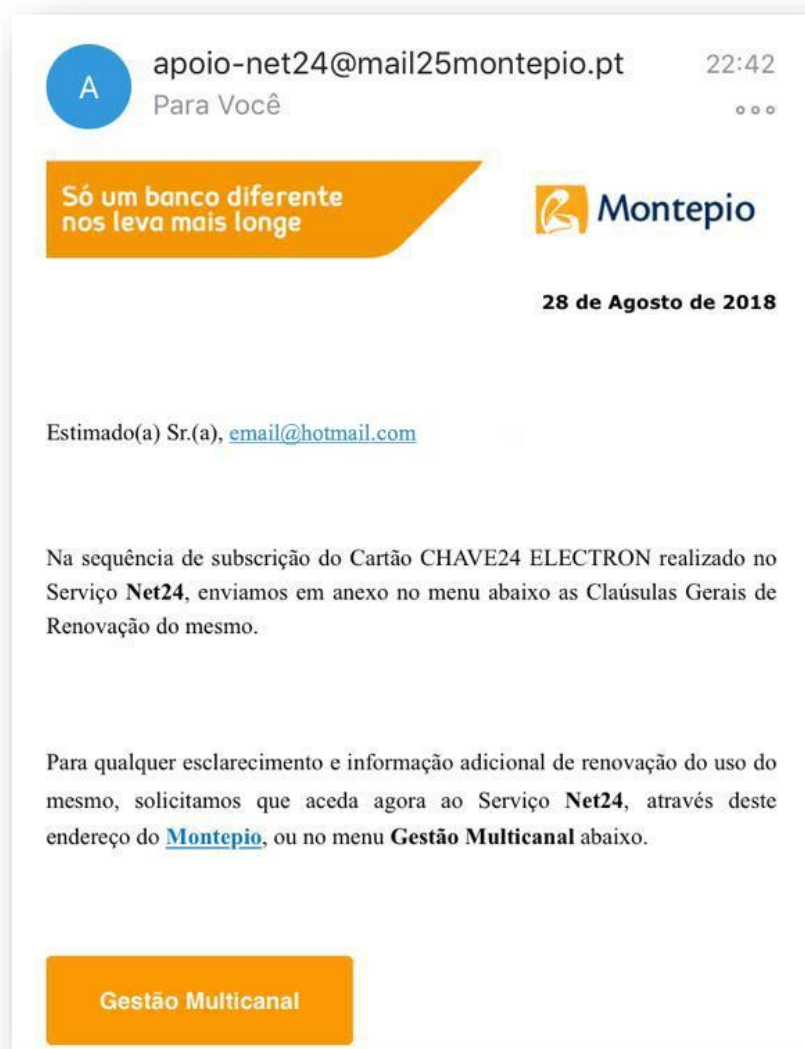 A
apoio-net24@mail25montepio.pt
22:42
Para Você
Só um banco diferente
nos leva mais longe
Montepio
28 de Agosto de 2018
Estimado(a) Sr.(a), email@hotmail.com
Na sequência de subscrição do Cartão CHAVE24 ELECTRON realizado no
Serviço Net24, enviamos em anexo no menu abaixo as Claúsulas Gerais de
Renovação do mesmo.
Para qualquer esclarecimento e informação adicional de renovação do uso do
mesmo, solicitamos que aceda agora ao Serviço Net24, através deste
endereço do Montepio, ou no menu Gestão Multicanal abaixo.
Gestão Multicanal